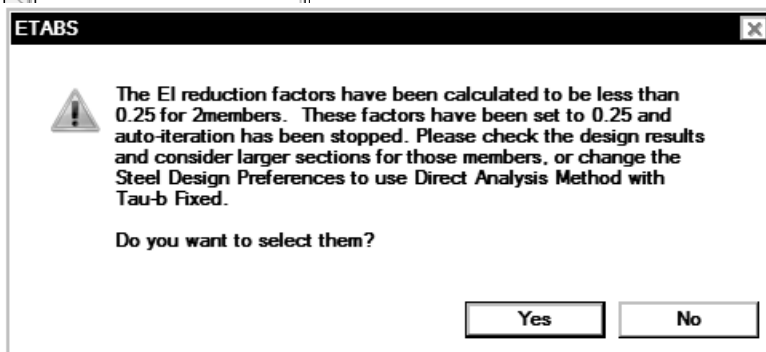 ETABS
The EI reduction factors have been calculated to be less than
0.25 for 2members. These factors have been set to 0.25 and
auto-iteration has been stopped. Please check the design results
and consider larger sections for those members, or change the
Steel Design Preferences to use Direct Analysis Method with
Tau-b Fixed.
Do you want to select them?
Yes No